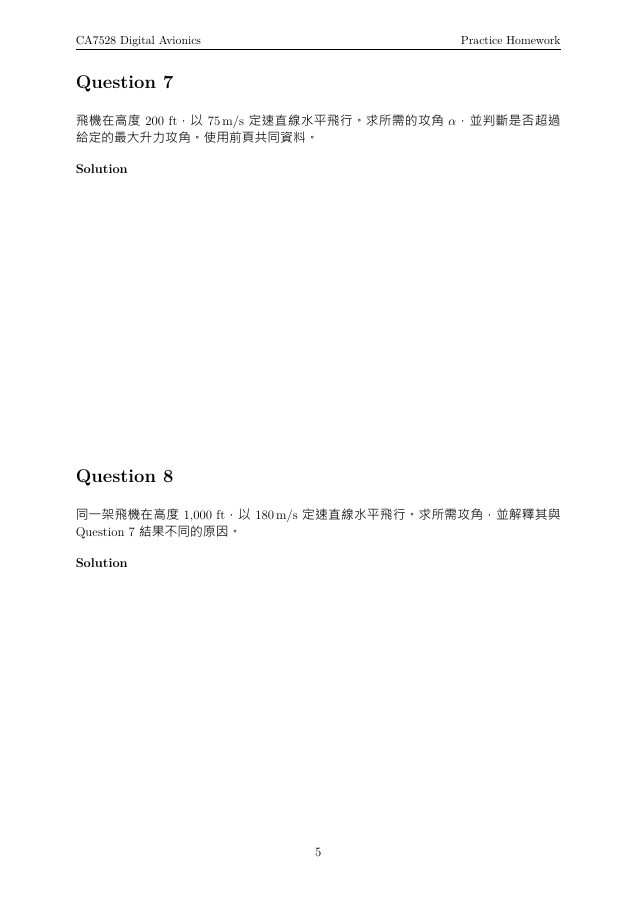 CA7528 Digital Avionics
Practice Homework
Question 7
飛機在高度 200 ft，以 75 m/s 定速直線水平飛行。求所需的攻角 α，並判斷是否超過
給定的最大升力攻角。使用前頁共同資料。
Solution
Question 8
同一架飛機在高度 1,000 ft，以 180 m/s 定速直線水平飛行。求所需攻角，並解釋其與
Question 7 結果不同的原因。
Solution
5